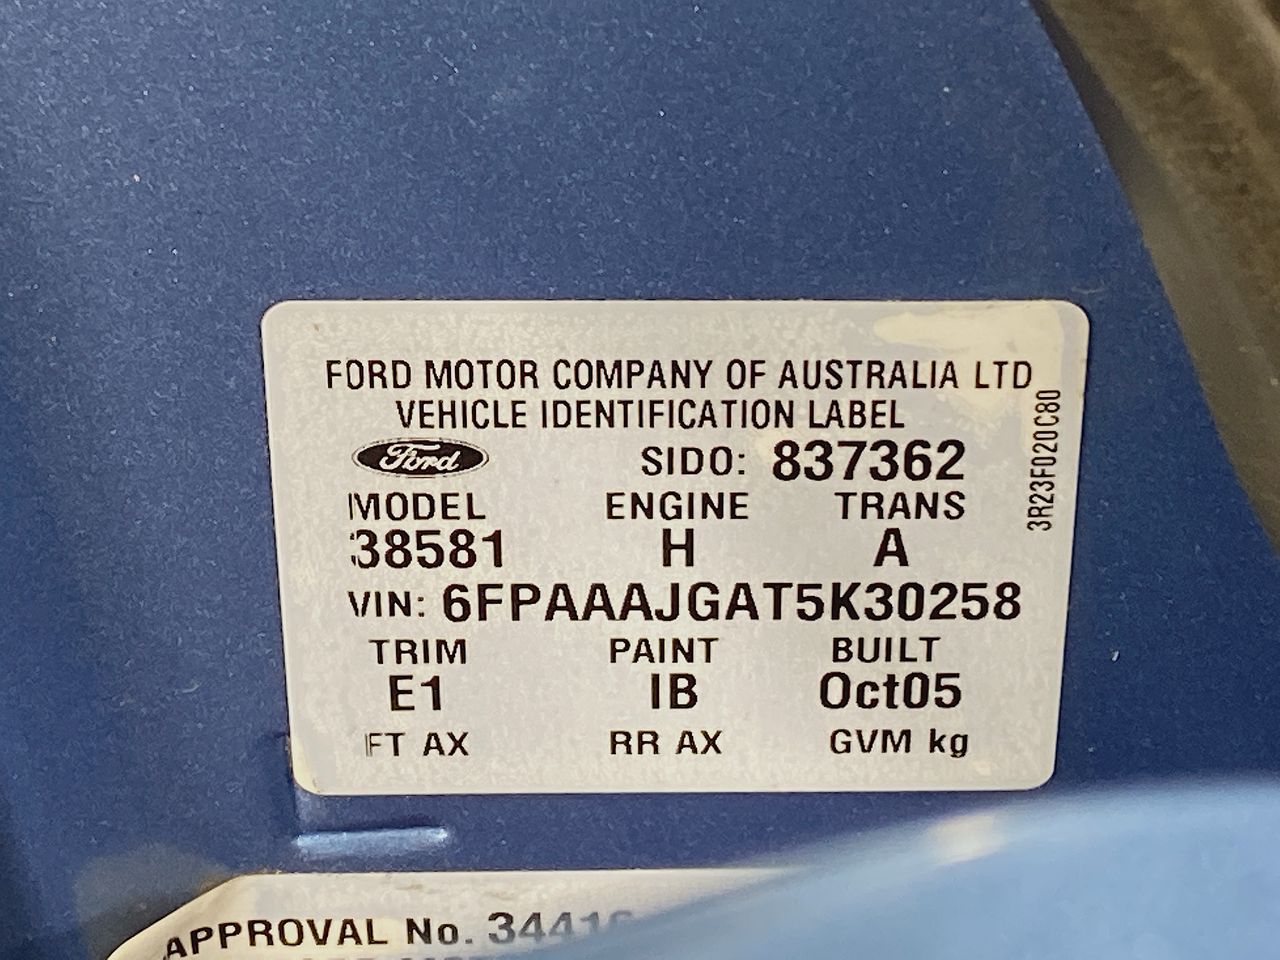 FORD MOTOR COMPANY OF AUSTRALIA LTD
VEHICLE IDENTIFICATION LABEL
Ford SIDO: 837362
MODEL ENGINE TRANS
38581 H A
VIN: 6FPAAAJGAT5K30258
TRIM PAINT BUILT
E1 IB Oct05
FT AX RR AX GVM kg
3R23F020C80
APPROVAL No. 3441